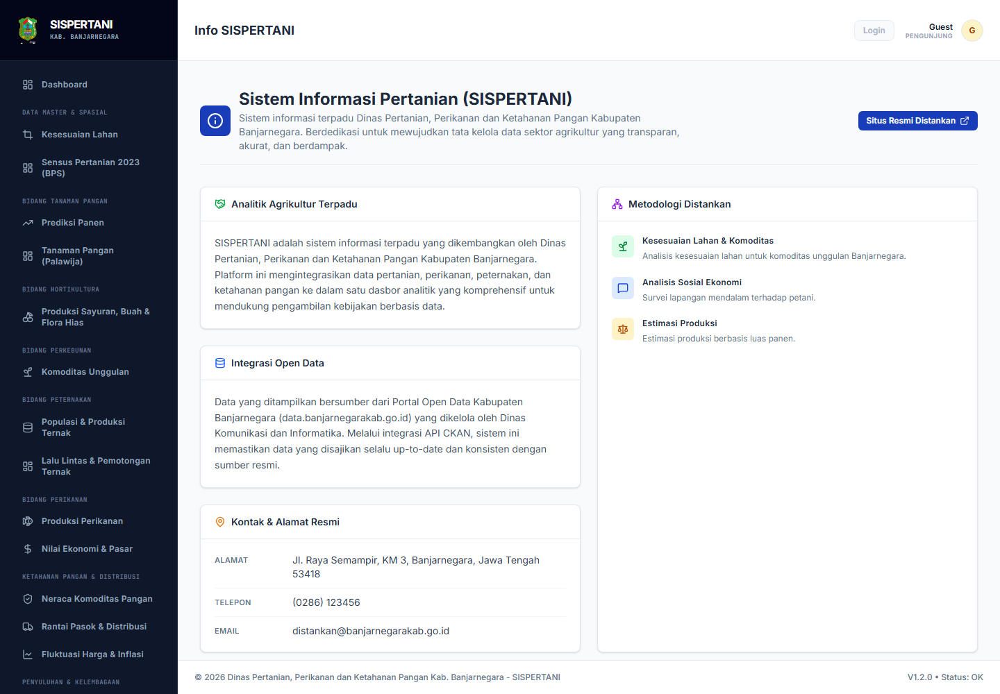 SISPERTANI
KAB. BANJARNEGARA
Dashboard
DATA MASTER & SPASIAL
Kesesuaian Lahan
Sensus Pertanian 2023
(BPS)
BIDANG TANAMAN PANGAN
Prediksi Panen
Tanaman Pangan
(Palawija)
BIDANG HORTIKULTURA
Produksi Sayuran, Buah &
Flora Hias
BIDANG PERKEBUNAN
Komoditas Unggulan
BIDANG PETERNAKAN
Populasi & Produksi
Ternak
Lalu Lintas & Pemotongan
Ternak
BIDANG PERIKANAN
Produksi Perikanan
Nilai Ekonomi & Pasar
KETAHANAN PANGAN & DISTRIBUSI
Neraca Komoditas Pangan
Rantai Pasok & Distribusi
Fluktuasi Harga & Inflasi
PENYULUHAN & KELEMBAGAAN
Info SISPERTANI
Login
Guest
PENGUNJUNG
G
Sistem Informasi Pertanian (SISPERTANI)
Sistem informasi terpadu Dinas Pertanian, Perikanan dan Ketahanan Pangan Kabupaten
Banjarnegara. Berdedikasi untuk mewujudkan tata kelola data sektor agrikultur yang transparan,
akurat, dan berdampak.
Situs Resmi Distankan
Analitik Agrikultur Terpadu
SISPERTANI adalah sistem informasi terpadu yang dikembangkan oleh Dinas
Pertanian, Perikanan dan Ketahanan Pangan Kabupaten Banjarnegara.
Platform ini mengintegrasikan data pertanian, perikanan, peternakan, dan
ketahanan pangan ke dalam satu dasbor analitik yang komprehensif untuk
mendukung pengambilan kebijakan berbasis data.
Integrasi Open Data
Data yang ditampilkan bersumber dari Portal Open Data Kabupaten
Banjarnegara (data.banjarnegarakab.go.id) yang dikelola oleh Dinas
Komunikasi dan Informatika. Melalui integrasi API CKAN, sistem ini
memastikan data yang disajikan selalu up-to-date dan konsisten dengan
sumber resmi.
Kontak & Alamat Resmi
ALAMAT
Jl. Raya Semampir, KM 3, Banjarnegara, Jawa Tengah
53418
TELEPON
(0286) 123456
EMAIL
distankan@banjarnegarakab.go.id
Metodologi Distankan
Kesesuaian Lahan & Komoditas
Analisis kesesuaian lahan untuk komoditas unggulan Banjarnegara.
Analisis Sosial Ekonomi
Survei lapangan mendalam terhadap petani.
Estimasi Produksi
Estimasi produksi berbasis luas panen.
© 2026 Dinas Pertanian, Perikanan dan Ketahanan Pangan Kab. Banjarnegara - SISPERTANI
V1.2.0 • Status: OK